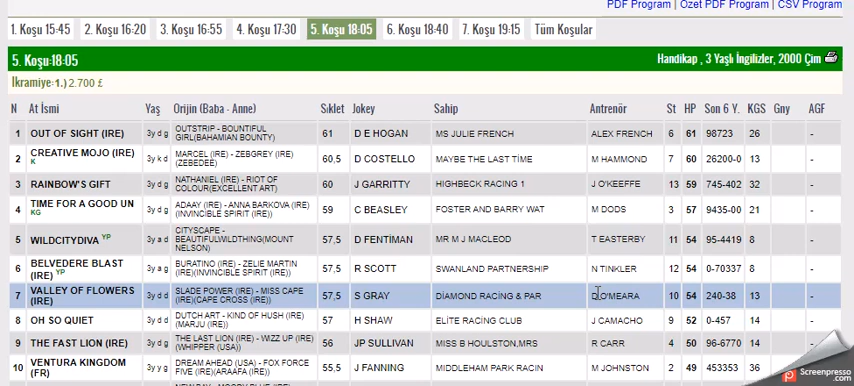 PDF Program | Özet PDF Program | CSV Program
1. Koşu 15:45 2. Koşu 16:20 3. Koşu 16:55 4. Koşu 17:30 5. Koşu 18:05 6. Koşu 18:40 7. Koşu 19:15 Tüm Koşular
5. Koşu:18:05 Handikap , 3 Yaşlı İngilizler, 2000 Çim
İkramiye:1.) 2.700 £
N At İsmi Yaş Orijin (Baba - Anne) Sıklet Jokey Sahip Antrenör St HP Son 6 Y. KGS Gny AGF
1 OUT OF SIGHT (IRE) 3y d g OUTSTRIP - BOUNTIFUL GIRL(BAHAMIAN BOUNTY) 61 D E HOGAN MS JULIE FRENCH ALEX FRENCH 6 61 98723 26 -
2 CREATIVE MOJO (IRE) K 3y k d MARCEL (IRE) - ZEBGREY (IRE)(ZEBEDEE) 60,5 D COSTELLO MAYBE THE LAST TİME M HAMMOND 7 60 26200-0 13 -
3 RAINBOW'S GIFT 3y d g NATHANIEL (IRE) - RIOT OF COLOUR(EXCELLENT ART) 60 J GARRITTY HIGHBECK RACING 1 J O'KEEFFE 13 59 745-402 32 -
4 TIME FOR A GOOD UN KG 3y d g ADAAY (IRE) - ANNA BARKOVA (IRE)(INVINCIBLE SPIRIT (IRE)) 59 C BEASLEY FOSTER AND BARRY WAT M DODS 3 57 9435-00 21 -
5 WILDCITYDIVA YP 3y a d CITYSCAPE - BEAUTIFULWILDTHING(MOUNT NELSON) 57,5 D FENTİMAN MR M J MACLEOD T EASTERBY 11 54 95-4419 8 -
6 BELVEDERE BLAST (IRE) YP 3y a g BURATINO (IRE) - ZELIE MARTIN (IRE)(INVINCIBLE SPIRIT (IRE)) 57,5 R SCOTT SWANLAND PARTNERSHIP N TINKLER 12 54 0-70337 8 -
7 VALLEY OF FLOWERS (IRE) 3y d d SLADE POWER (IRE) - MISS CAPE (IRE)(CAPE CROSS (IRE)) 57,5 S GRAY DİAMOND RACİNG & PAR D O'MEARA 10 54 240-38 13 -
8 OH SO QUIET 3y d d DUTCH ART - KIND OF HUSH (IRE)(MARJU (IRE)) 57 H SHAW ELİTE RACİNG CLUB J CAMACHO 9 52 0-457 14 -
9 THE FAST LION (IRE) 3y d g THE LAST LION (IRE) - WIZZ UP (IRE)(WHIPPER (USA)) 56 JP SULLIVAN MISS B HOULSTON,MRS R CARR 4 50 96-6770 14 -
10 VENTURA KINGDOM (FR) 3y y g DREAM AHEAD (USA) - FOX FORCE FIVE (IRE)(ARAAFA (IRE)) 55,5 J FANNING MIDDLEHAM PARK RACIN M JOHNSTON 2 49 453353 36 -
Screenpresso